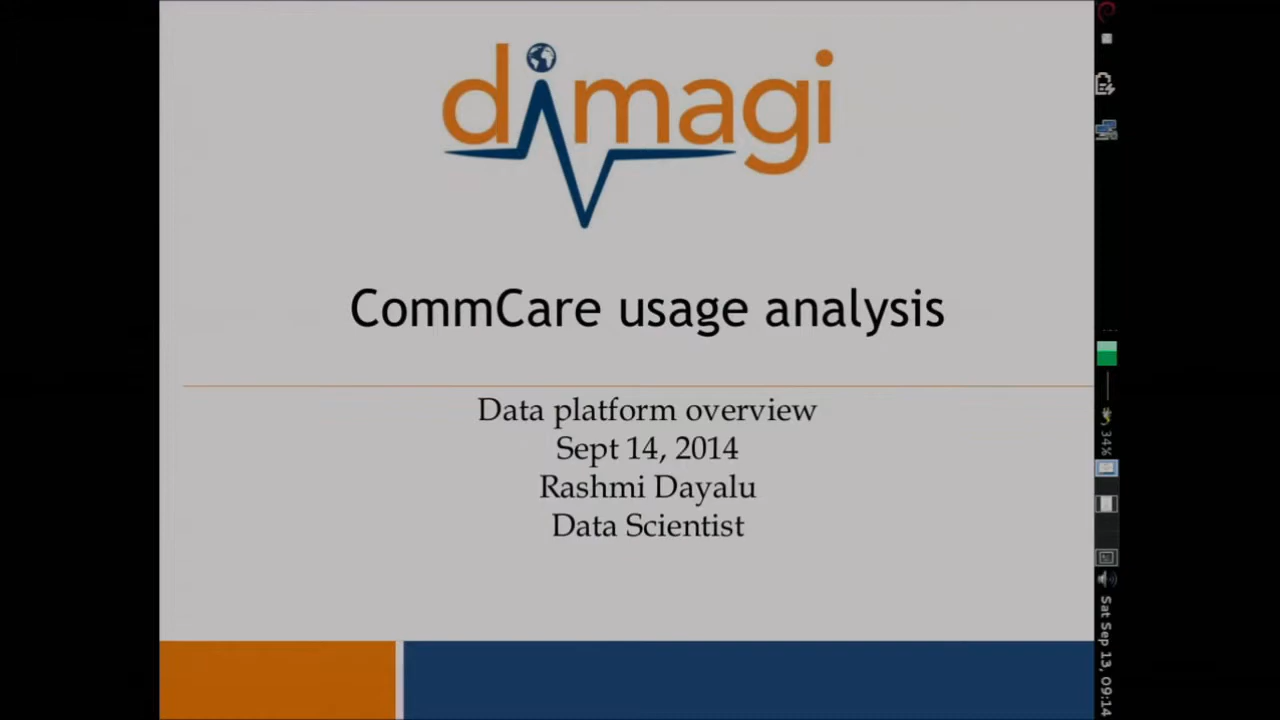 dimagi
CommCare usage analysis
Data platform overview
Sept 14, 2014
Rashmi Dayalu
Data Scientist
34%
Sat Sep 13, 09:14